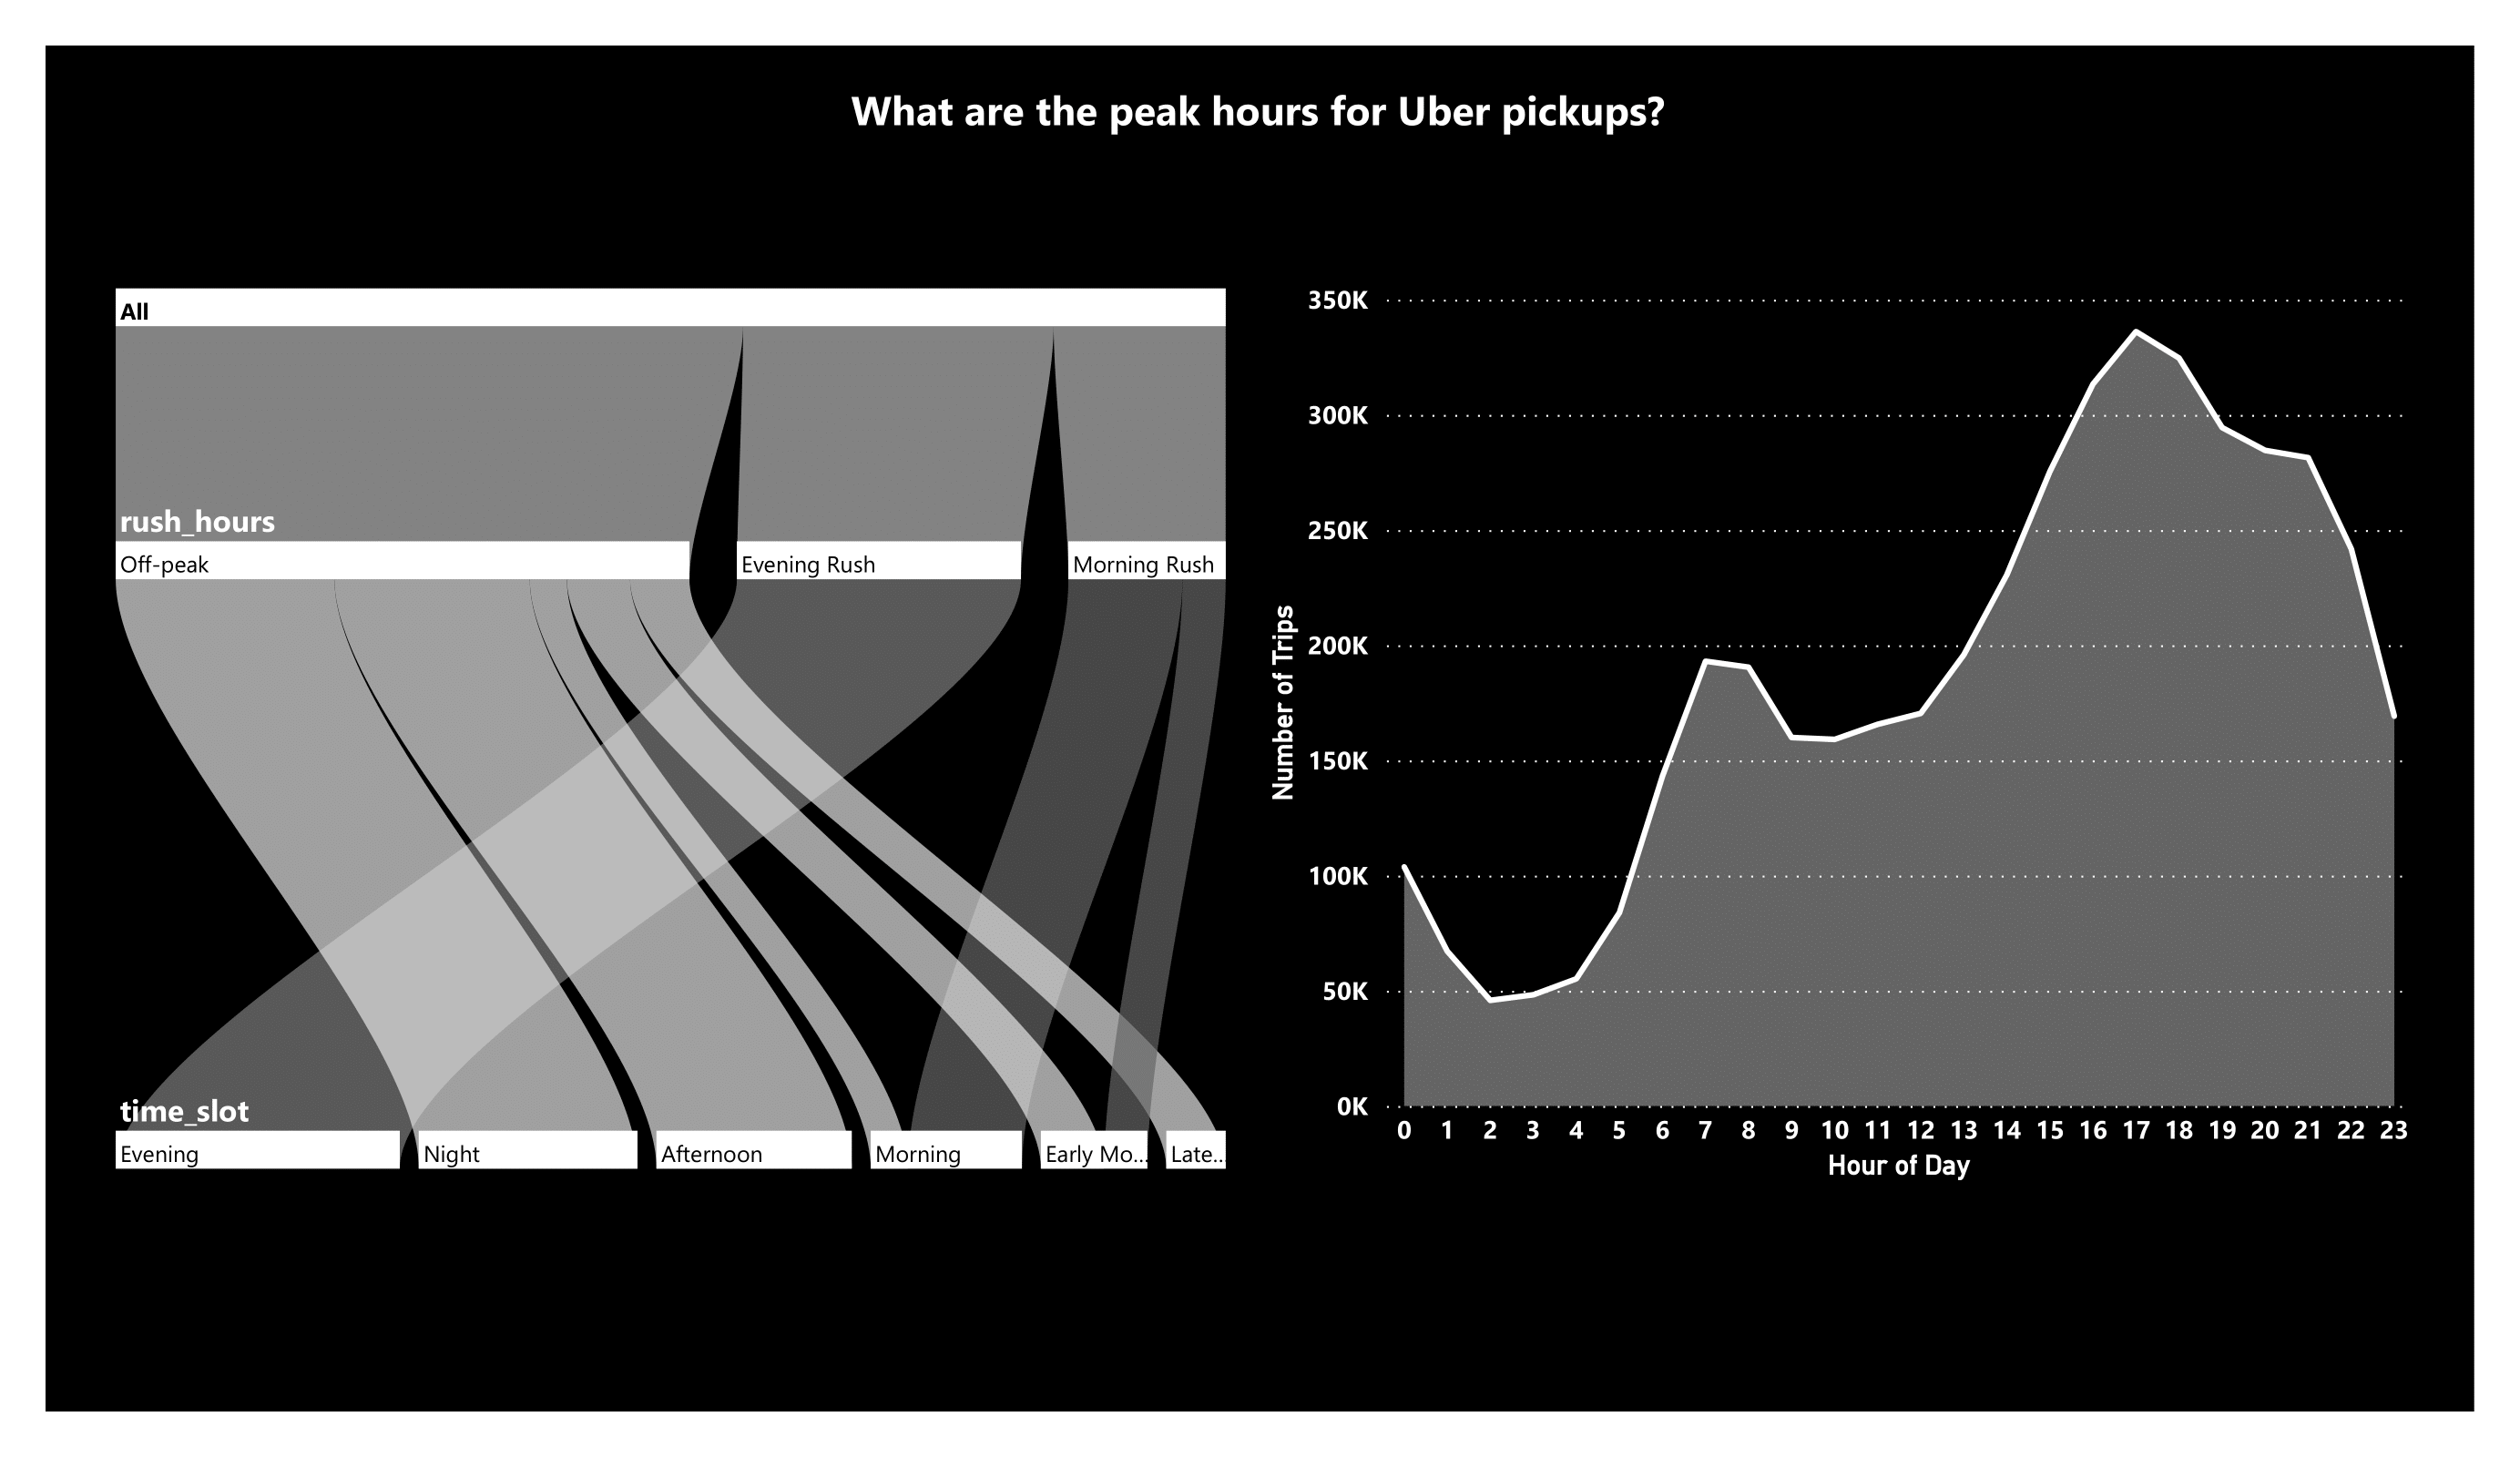 What are the peak hours for Uber pickups?
All
rush_hours
Off-peak Evening Rush Morning Rush
time_slot
Evening Night Afternoon Morning Early Mo... Late...
350K
300K
250K
200K
150K
100K
50K
0K
Number of Trips
0 1 2 3 4 5 6 7 8 9 10 11 12 13 14 15 16 17 18 19 20 21 22 23
Hour of Day